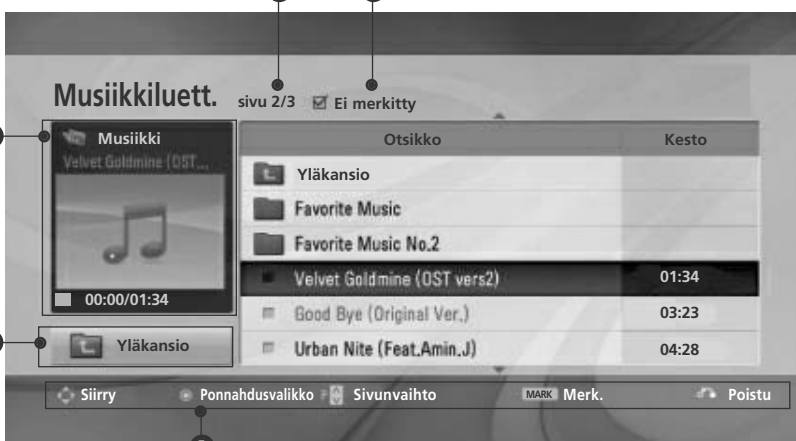 Musiikkiluett. sivu 2/3 Ei merkitty
Musiikki
Velvet Goldmine (OST...
00:00/01:34
Yläkansio
Otsikko Kesto
Yläkansio
Favorite Music
Favorite Music No.2
Velvet Goldmine (OST vers2) 01:34
Good Bye (Original Ver.) 03:23
Urban Nite (Feat.Amin.J) 04:28
Siirry Ponnahdusvalikko Sivunvaihto MARK Merk. Poistu